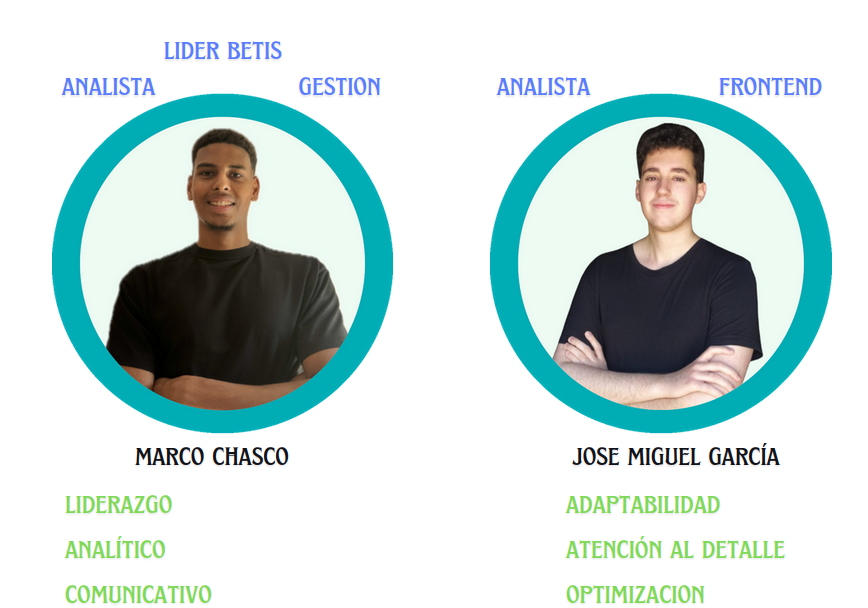 LIDER BETIS
ANALISTA GESTION
ANALISTA FRONTEND
MARCO CHASCO
LIDERAZGO
ANALÍTICO
COMUNICATIVO
JOSE MIGUEL GARCÍA
ADAPTABILIDAD
ATENCIÓN AL DETALLE
OPTIMIZACION